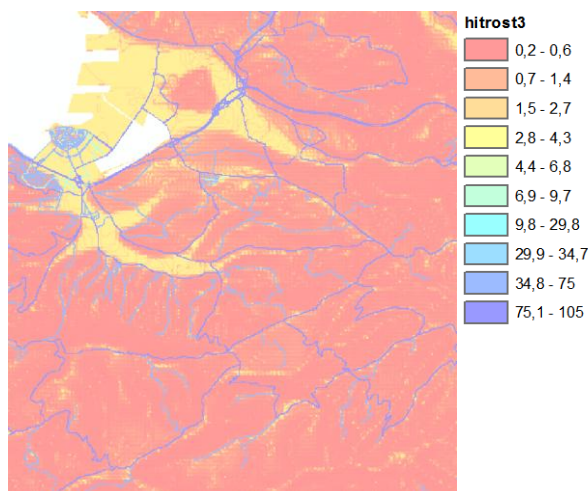 hitrost3
0,2 - 0,6
0,7 - 1,4
1,5 - 2,7
2,8 - 4,3
4,4 - 6,8
6,9 - 9,7
9,8 - 29,8
29,9 - 34,7
34,8 - 75
75,1 - 105